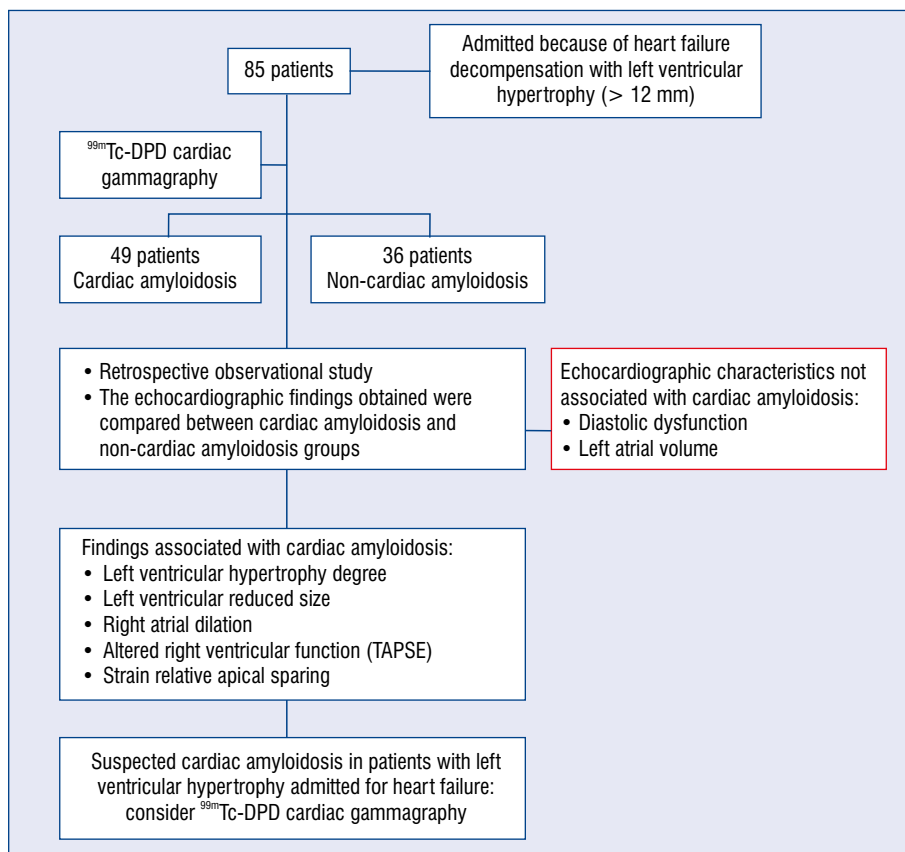 85 patients
Admitted because of heart failure
decompensation with left ventricular
hypertrophy (> 12 mm)
⁹⁹ᵐTc-DPD cardiac
gammagraphy
49 patients
Cardiac amyloidosis
36 patients
Non-cardiac amyloidosis
• Retrospective observational study
• The echocardiographic findings obtained were
compared between cardiac amyloidosis and
non-cardiac amyloidosis groups
Echocardiographic characteristics not
associated with cardiac amyloidosis:
• Diastolic dysfunction
• Left atrial volume
Findings associated with cardiac amyloidosis:
• Left ventricular hypertrophy degree
• Left ventricular reduced size
• Right atrial dilation
• Altered right ventricular function (TAPSE)
• Strain relative apical sparing
Suspected cardiac amyloidosis in patients with left
ventricular hypertrophy admitted for heart failure:
consider ⁹⁹ᵐTc-DPD cardiac gammagraphy